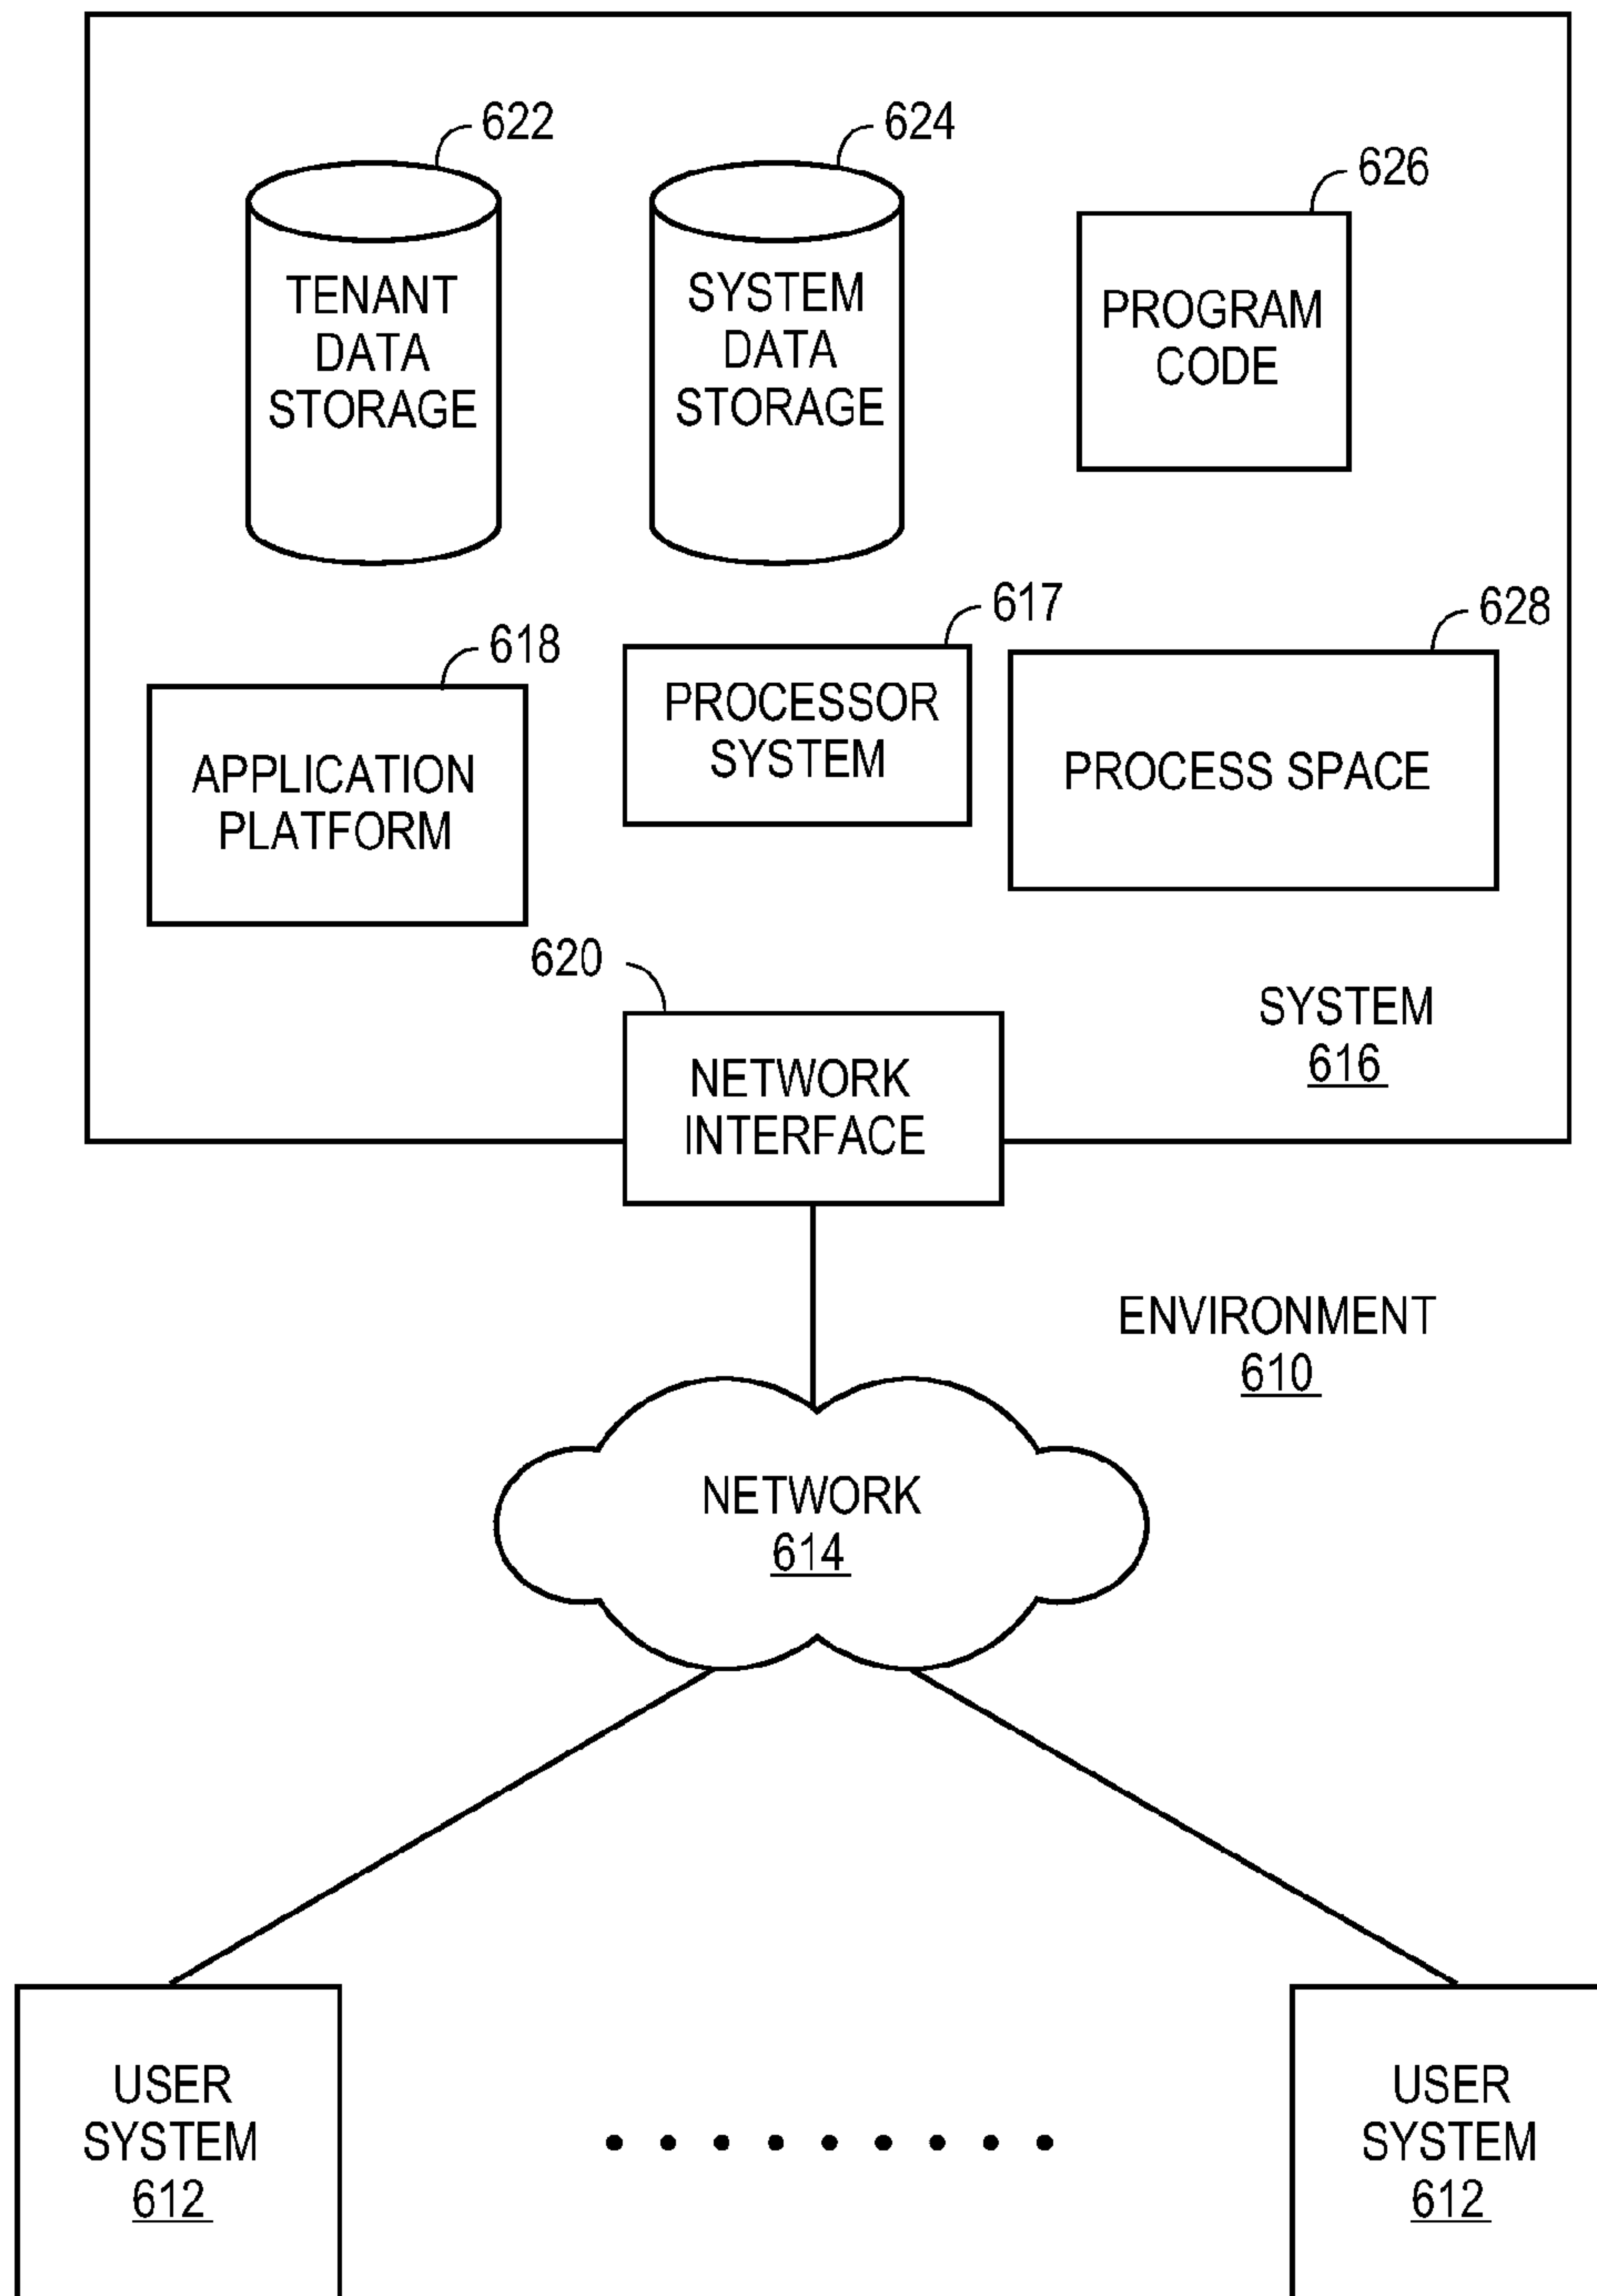 622
624
626
TENANT
DATA
STORAGE
SYSTEM
DATA
STORAGE
PROGRAM
CODE
618
617
628
APPLICATION
PLATFORM
PROCESSOR
SYSTEM
PROCESS SPACE
620
NETWORK
INTERFACE
SYSTEM
616
ENVIRONMENT
610
NETWORK
614
USER
SYSTEM
612
USER
SYSTEM
612